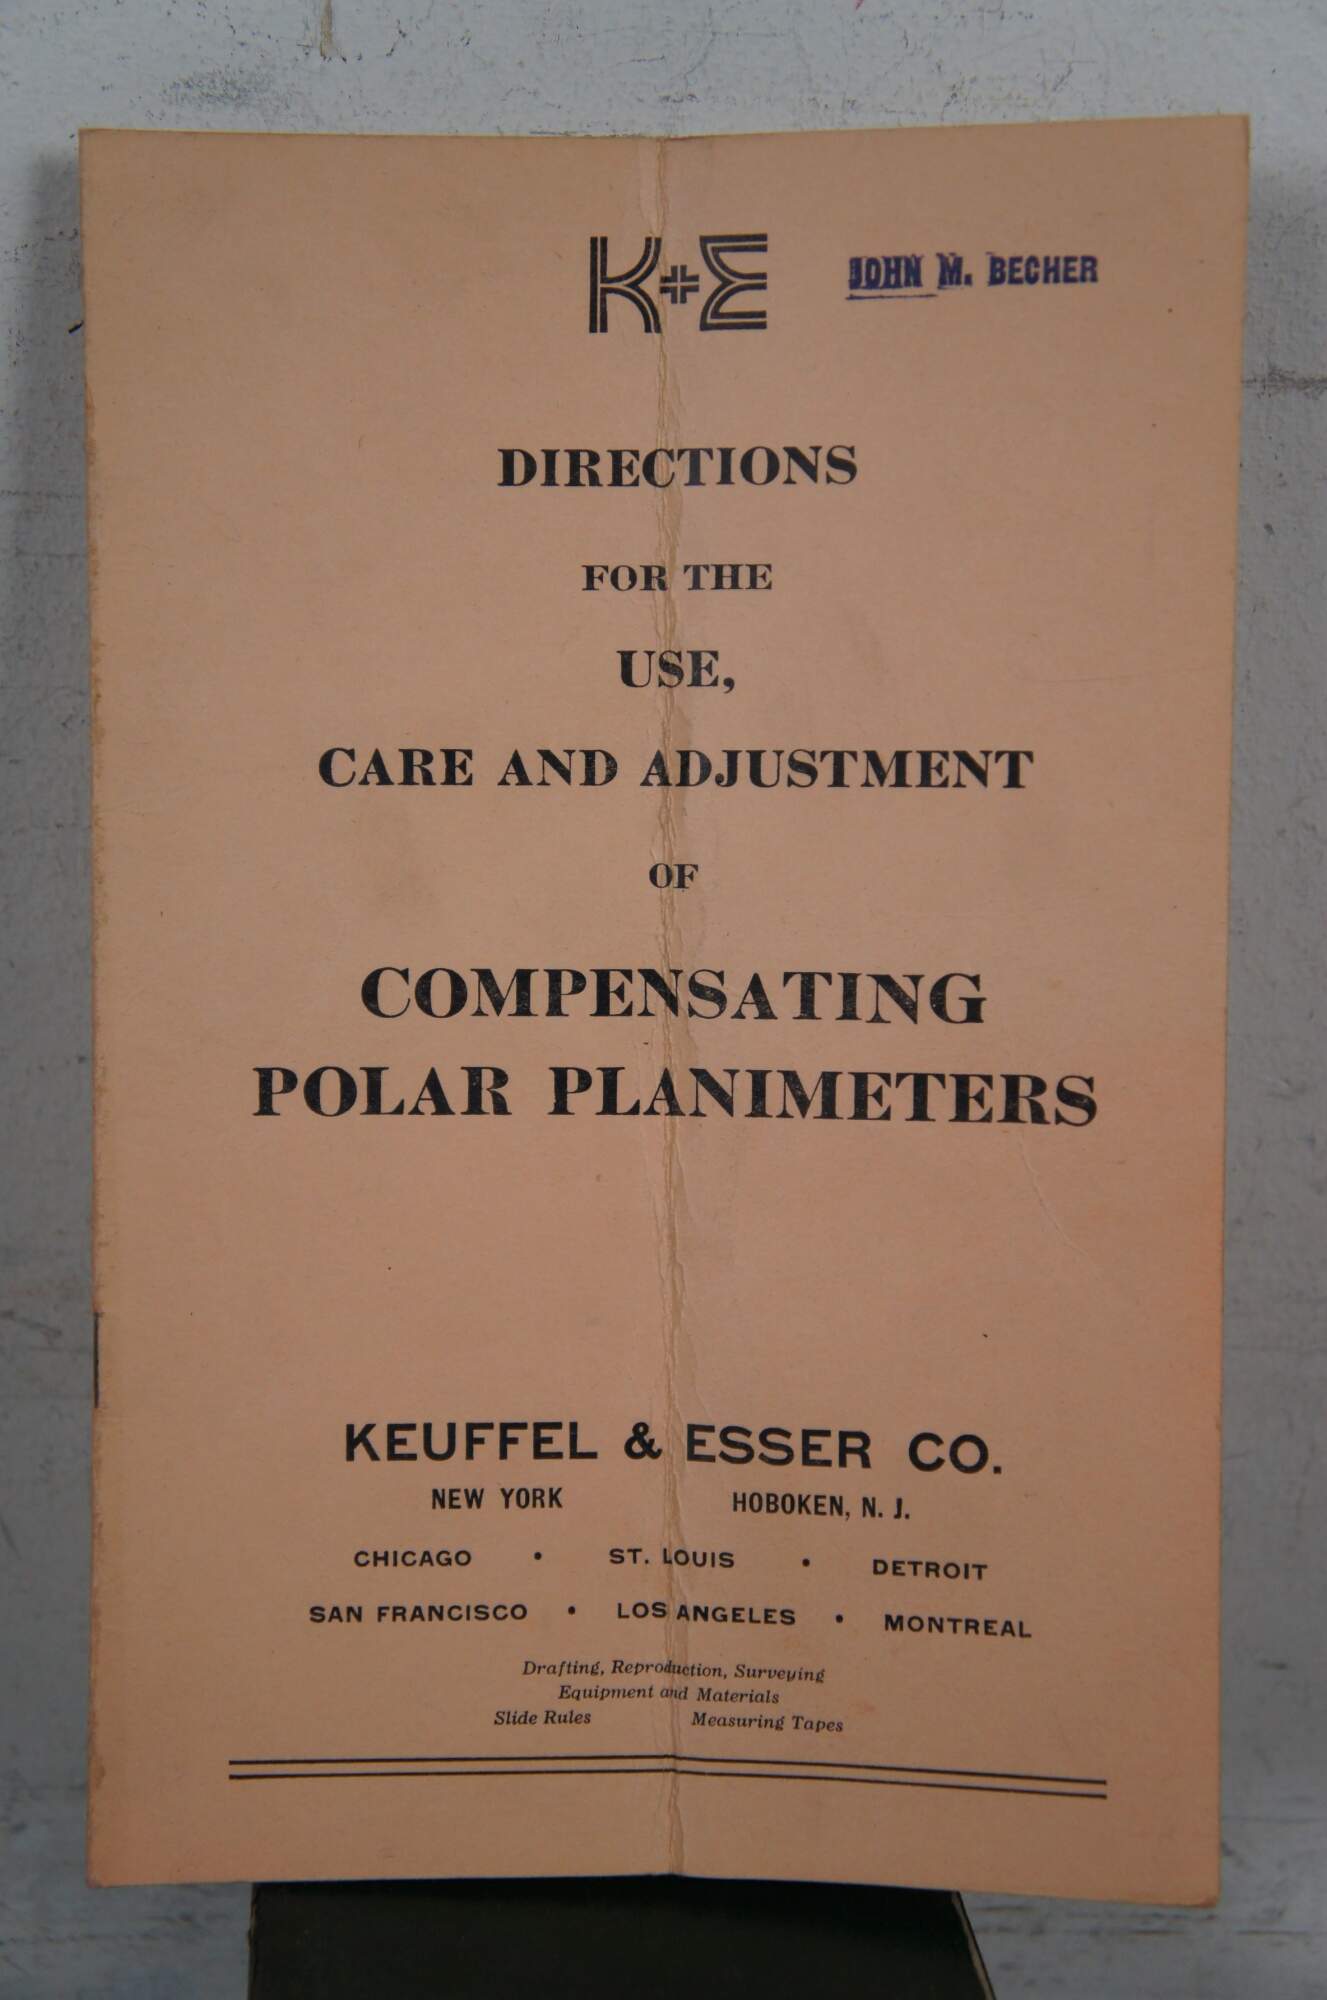 K+E
JOHN M. BECHER
DIRECTIONS
FOR THE
USE,
CARE AND ADJUSTMENT
OF
COMPENSATING
POLAR PLANIMETERS
KEUFFEL & ESSER CO.
NEW YORK HOBOKEN, N. J.
CHICAGO • ST. LOUIS • DETROIT
SAN FRANCISCO • LOS ANGELES • MONTREAL
Drafting, Reproduction, Surveying
Equipment and Materials
Slide Rules Measuring Tapes